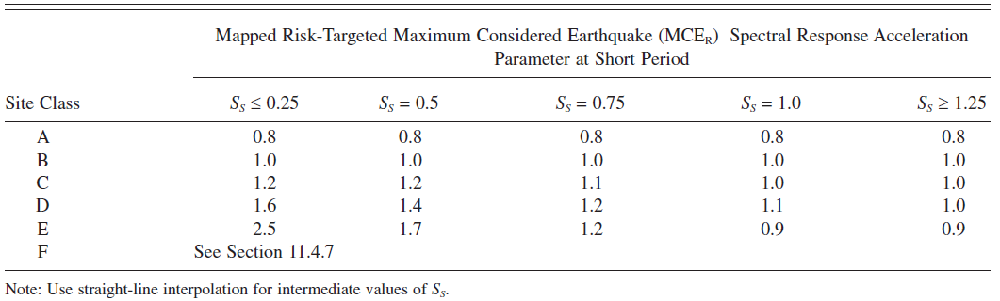 Mapped Risk-Targeted Maximum Considered Earthquake (MCER) Spectral Response Acceleration
Parameter at Short Period
Site Class SS ≤ 0.25 SS = 0.5 SS = 0.75 SS = 1.0 SS ≥ 1.25
A 0.8 0.8 0.8 0.8 0.8
B 1.0 1.0 1.0 1.0 1.0
C 1.2 1.2 1.1 1.0 1.0
D 1.6 1.4 1.2 1.1 1.0
E 2.5 1.7 1.2 0.9 0.9
F See Section 11.4.7
Note: Use straight-line interpolation for intermediate values of SS.